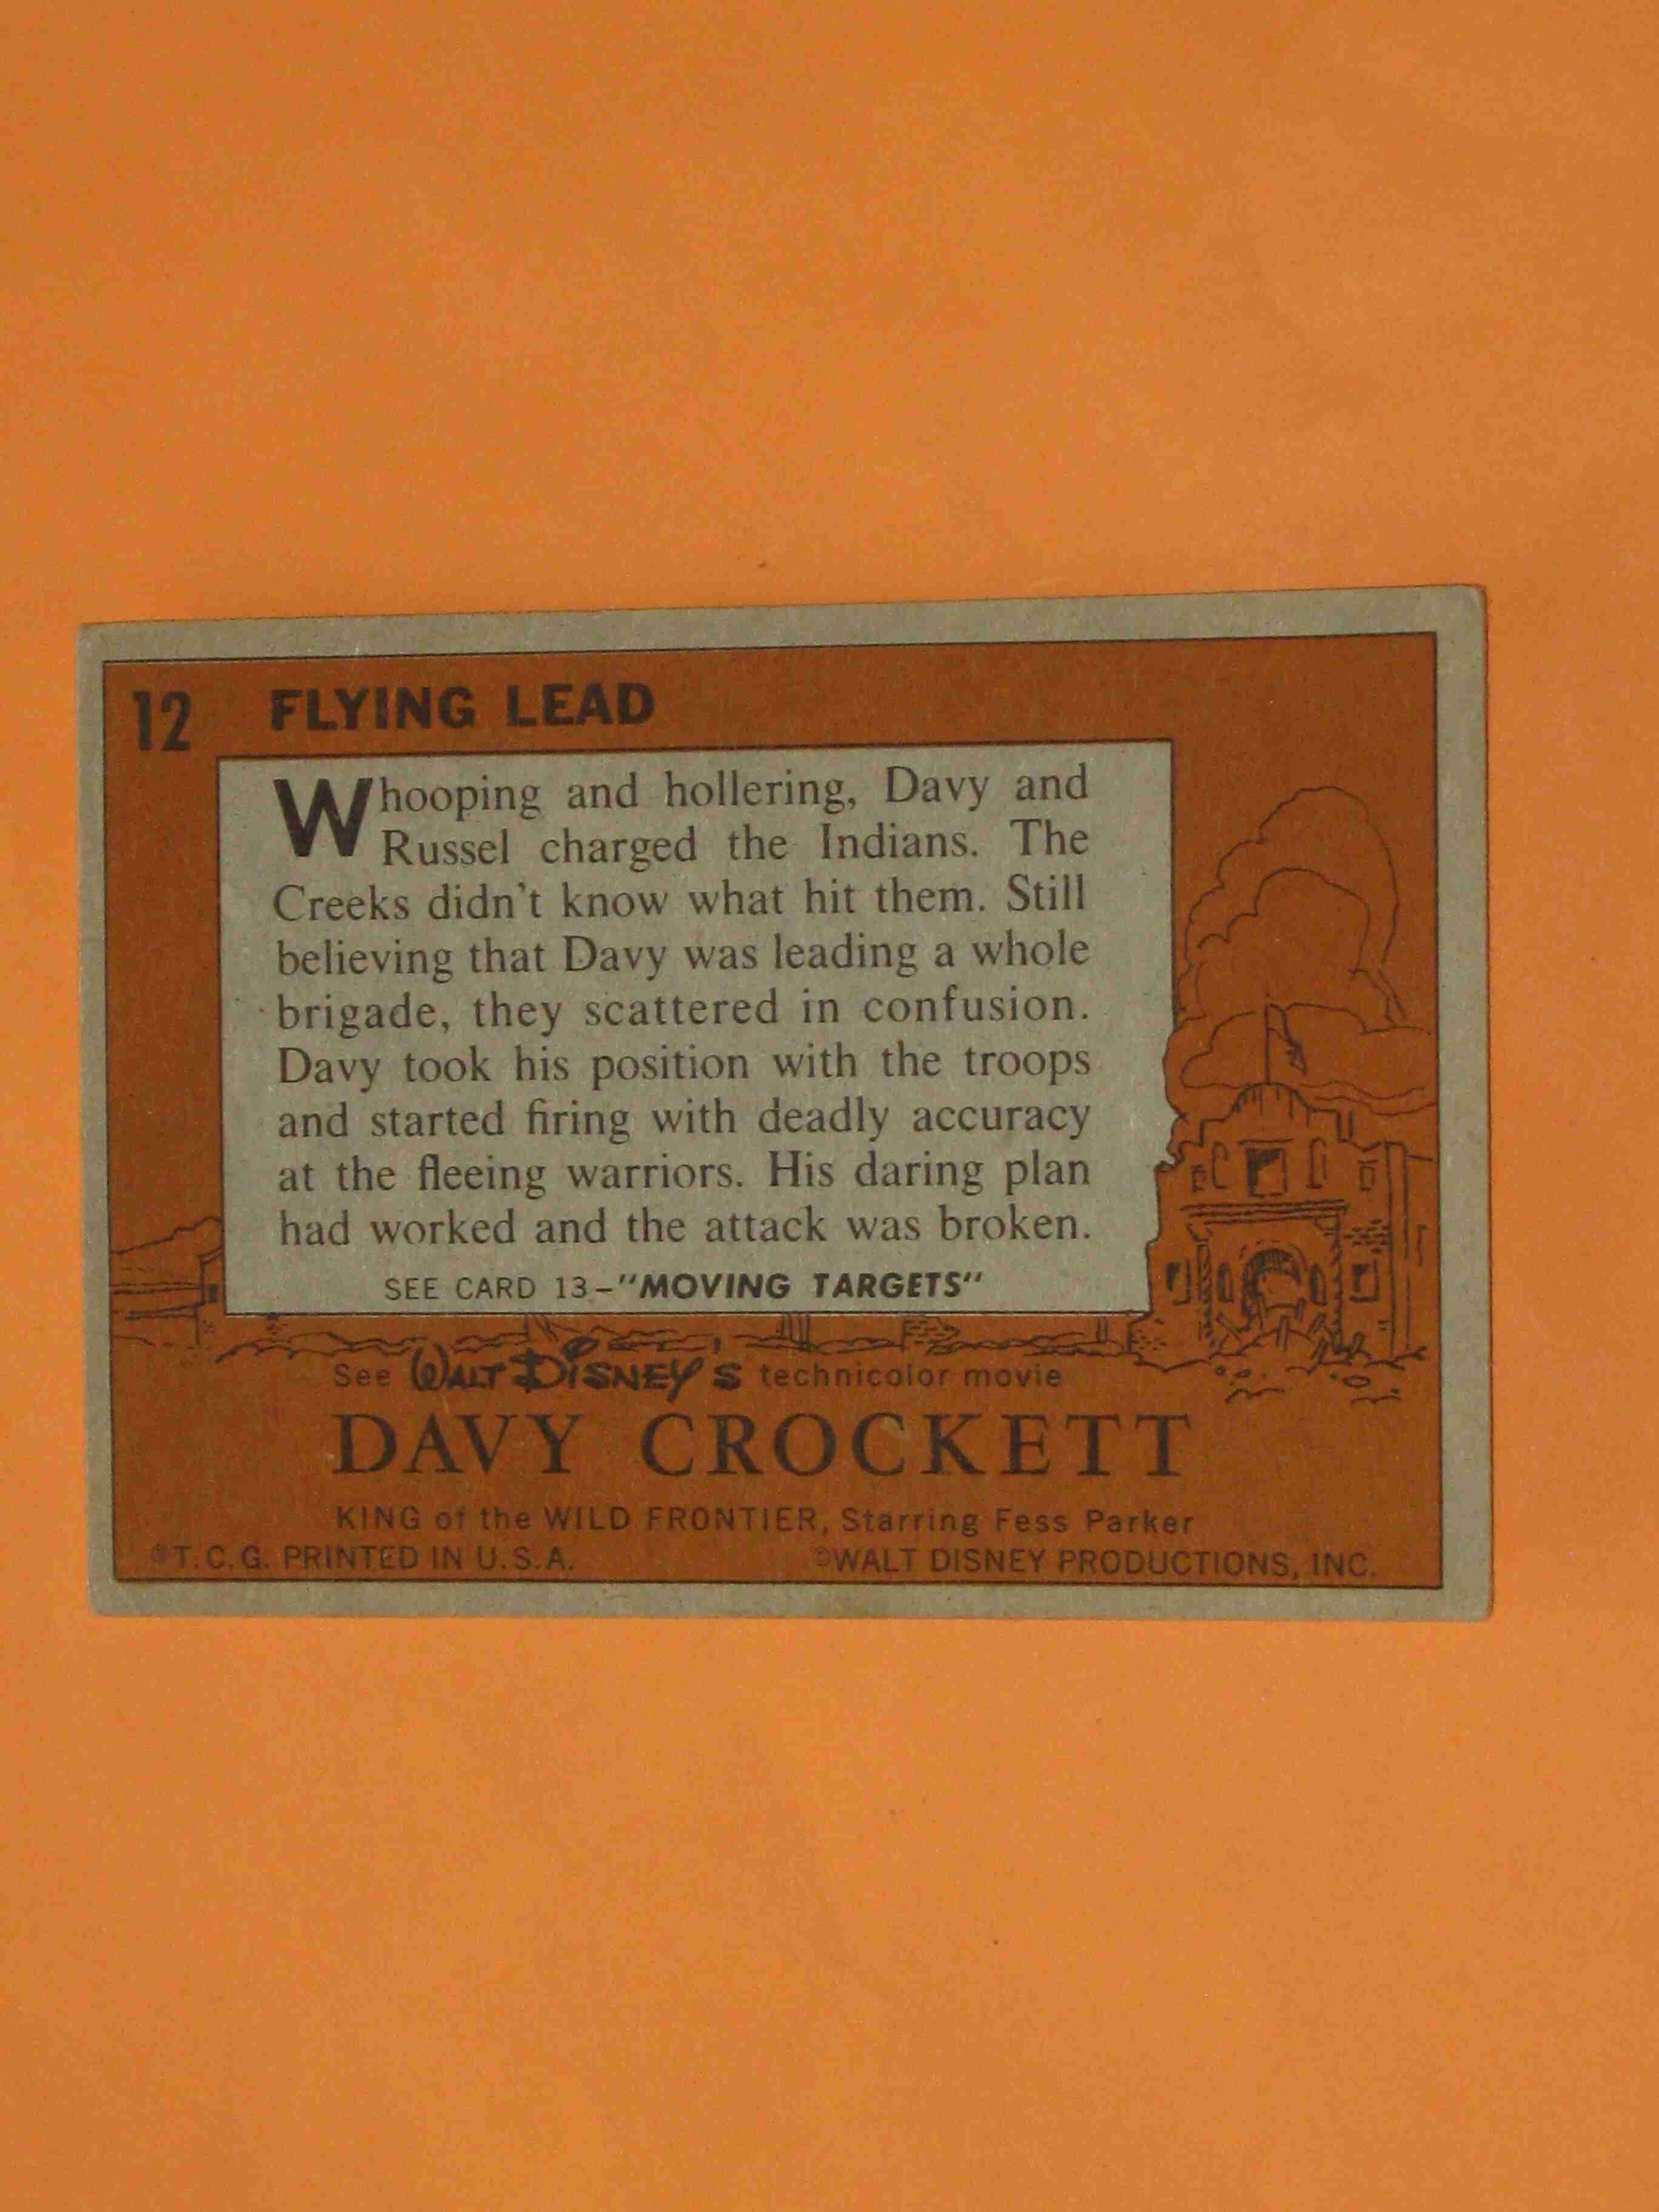 12 FLYING LEAD
Whooping and hollering, Davy and
Russel charged the Indians. The
Creeks didn't know what hit them. Still
believing that Davy was leading a whole
brigade, they scattered in confusion.
Davy took his position with the troops
and started firing with deadly accuracy
at the fleeing warriors. His daring plan
had worked and the attack was broken.
SEE CARD 13–"MOVING TARGETS"
See WALT DISNEY'S technicolor movie
DAVY CROCKETT
KING of the WILD FRONTIER, Starring Fess Parker
©T.C.G. PRINTED IN U.S.A. ©WALT DISNEY PRODUCTIONS, INC.